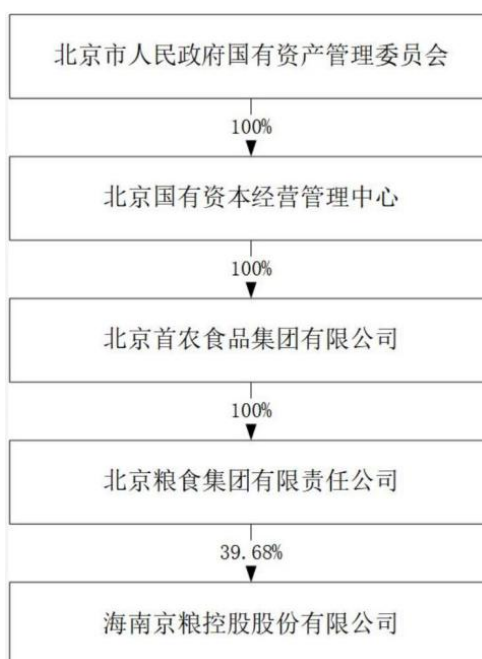 北京市人民政府国有资产管理委员会
100%
北京国有资本经营管理中心
100%
北京首农食品集团有限公司
100%
北京粮食集团有限责任公司
39.68%
海南京粮控股股份有限公司